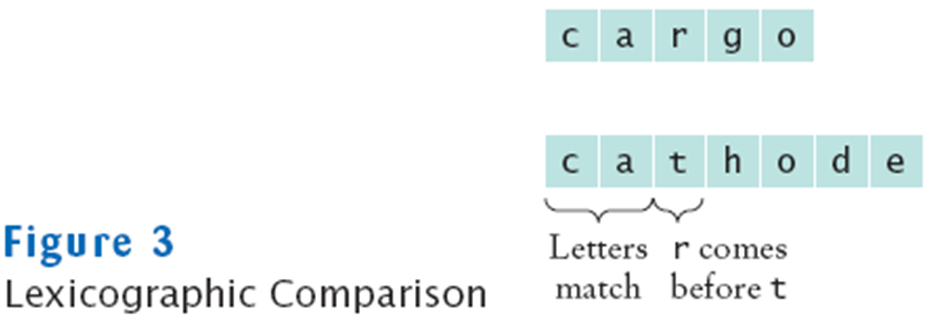 c a r g o
c a t h o d e
Letters match
r comes before t
Figure 3
Lexicographic Comparison